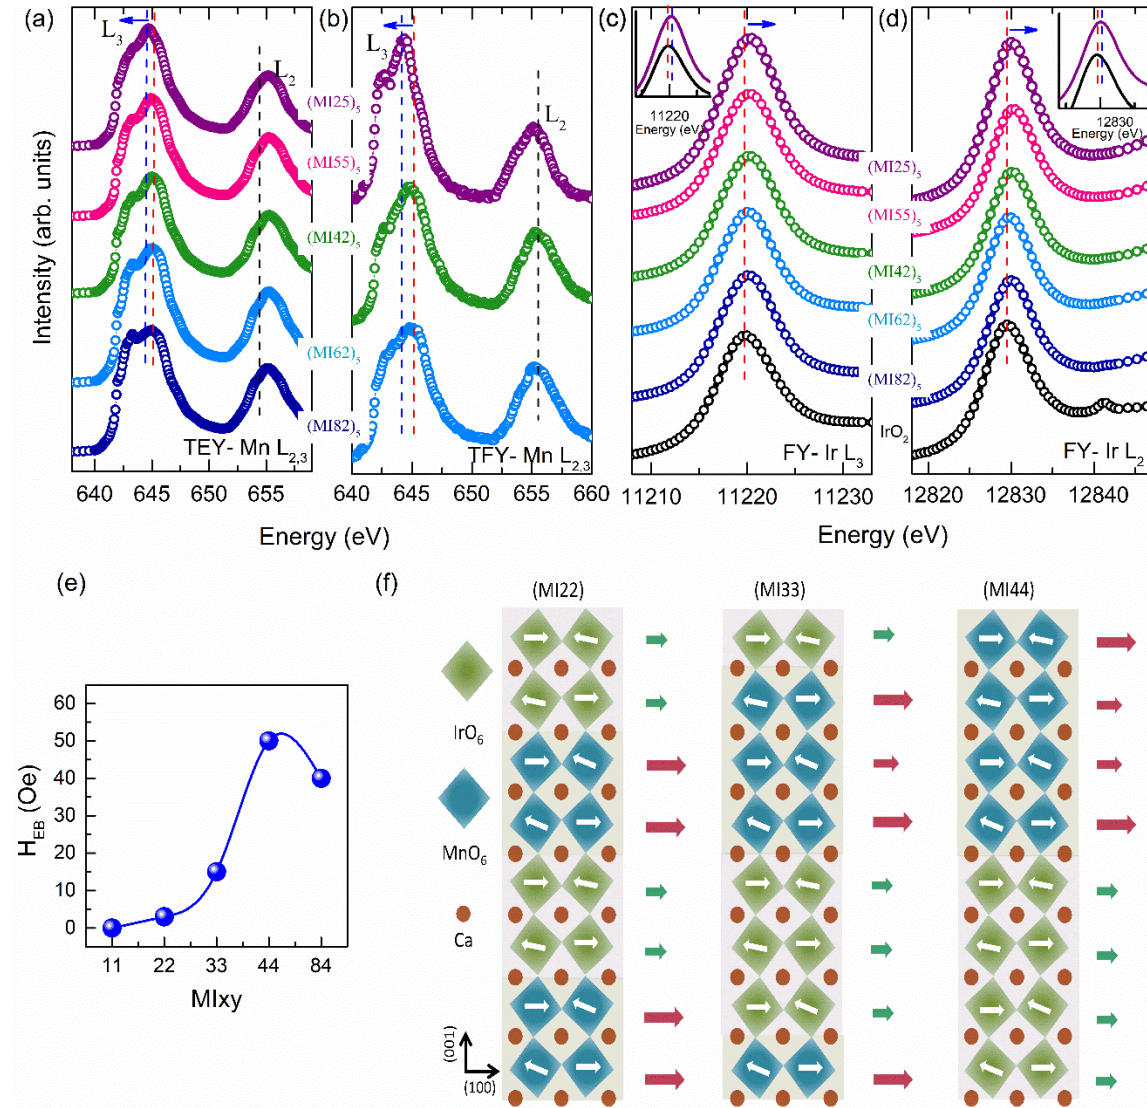 (a)
(b)
(c)
(d)
Intensity (arb. units)
L3
L2
(MI25)5
(MI55)5
(MI42)5
(MI62)5
(MI82)5
TEY- Mn L2,3
640 645 650 655
L3
L2
TFY- Mn L2,3
640 645 650 655 660
Energy (eV)
11220
Energy (eV)
(MI25)5
(MI55)5
(MI42)5
(MI62)5
(MI82)5
IrO2
FY- Ir L3
11210 11220 11230
12830
Energy (eV)
FY- Ir L2
12820 12830 12840
Energy (eV)
(e)
HEB (Oe)
60
50
40
30
20
10
0
11 22 33 44 84
MIxy
(f)
(MI22) (MI33) (MI44)
IrO6
MnO6
Ca
(001)
(100)